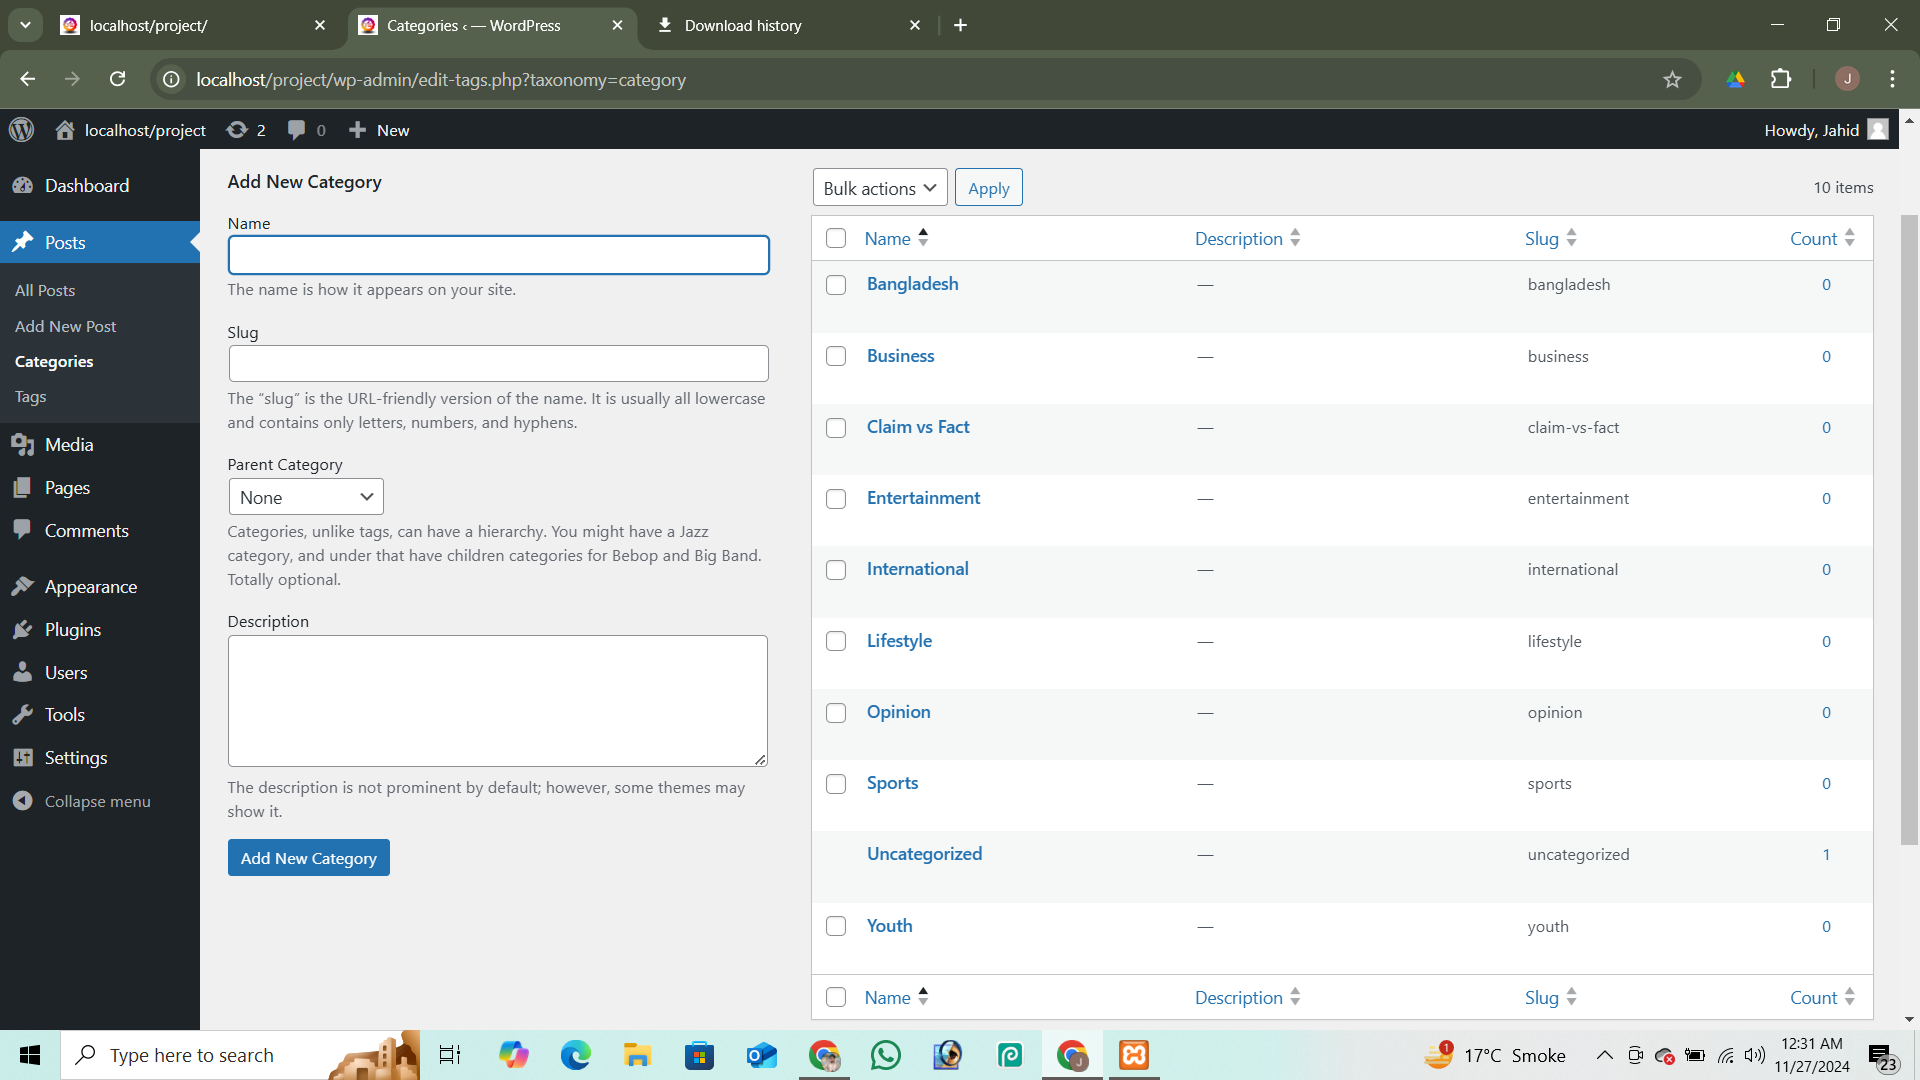 localhost/project/
Categories ‹ — WordPress
Download history
localhost/project/wp-admin/edit-tags.php?taxonomy=category
J
localhost/project
2
0
New
Howdy, Jahid
Dashboard
Posts
All Posts
Add New Post
Categories
Tags
Media
Pages
Comments
Appearance
Plugins
Users
Tools
Settings
Collapse menu
Add New Category
Name
The name is how it appears on your site.
Slug
The “slug” is the URL-friendly version of the name. It is usually all lowercase
and contains only letters, numbers, and hyphens.
Parent Category
None
Categories, unlike tags, can have a hierarchy. You might have a Jazz
category, and under that have children categories for Bebop and Big Band.
Totally optional.
Description
The description is not prominent by default; however, some themes may
show it.
Add New Category
Bulk actions
Apply
10 items
Name Description Slug Count
Bangladesh — bangladesh 0
Business — business 0
Claim vs Fact — claim-vs-fact 0
Entertainment — entertainment 0
International — international 0
Lifestyle — lifestyle 0
Opinion — opinion 0
Sports — sports 0
Uncategorized — uncategorized 1
Youth — youth 0
Name Description Slug Count
Type here to search
1
17°C Smoke
12:31 AM
11/27/2024
23